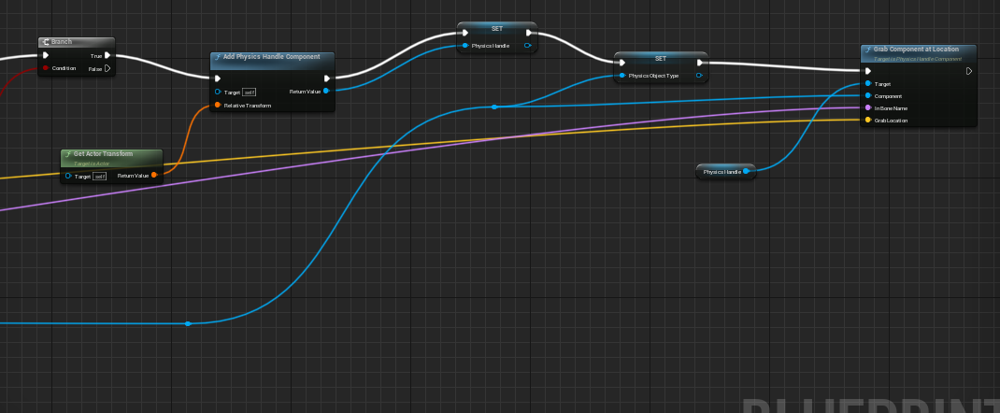 Branch
True
Condition
False
Add Physics Handle Component
Target self
Return Value
Relative Transform
Get Actor Transform
Target is Actor
Target self
Return Value
SET
Physics Handle
SET
Physics Object Type
Grab Component at Location
Target is Physics Handle Component
Target
Component
In Bone Name
Grab Location
Physics Handle
BLUEPRINT